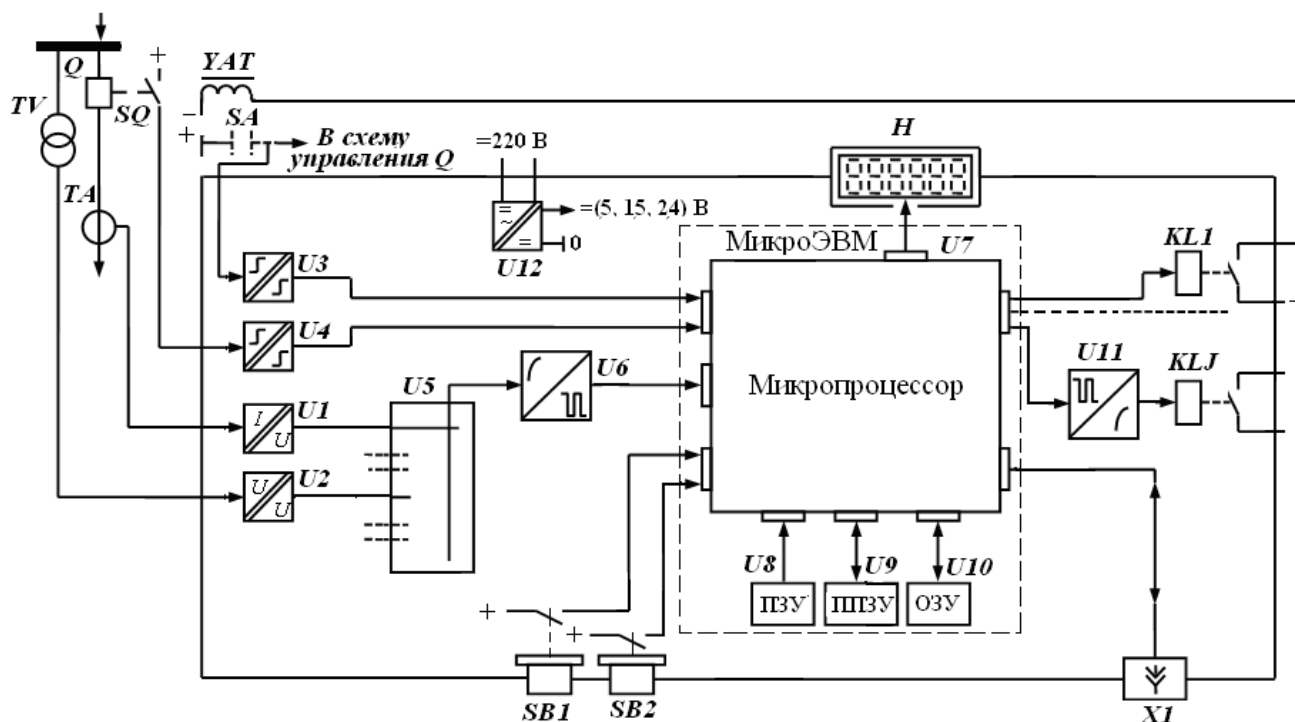 Q
YAT
TV
SQ
+
−
+
SA
В схему
управления Q
=220 В
H
TA
=(5, 15, 24) В
0
U12
МикроЭВМ
U7
KL1
U3
U4
U5
U6
U11
KLJ
Микропроцессор
I
U
U1
U
U
U2
U8
U9
U10
ПЗУ
ППЗУ
ОЗУ
+
+
SB1
SB2
X1